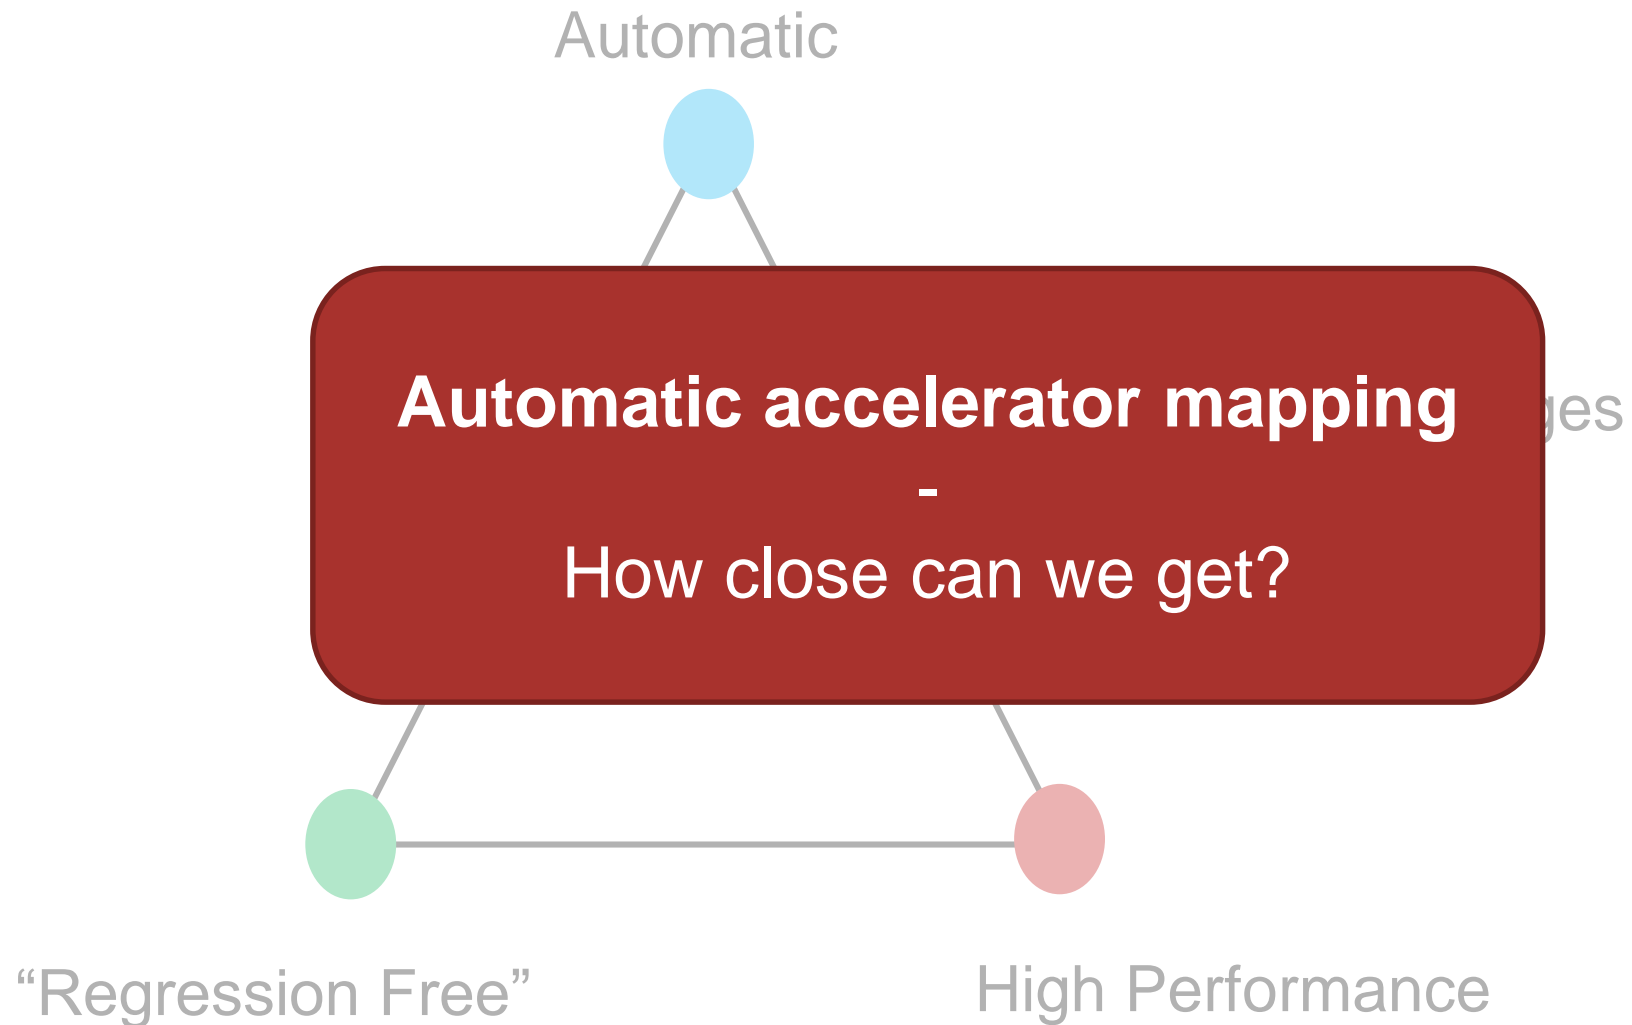 Automatic
Automatic accelerator mapping
-
How close can we get?
“Regression Free”
High Performance